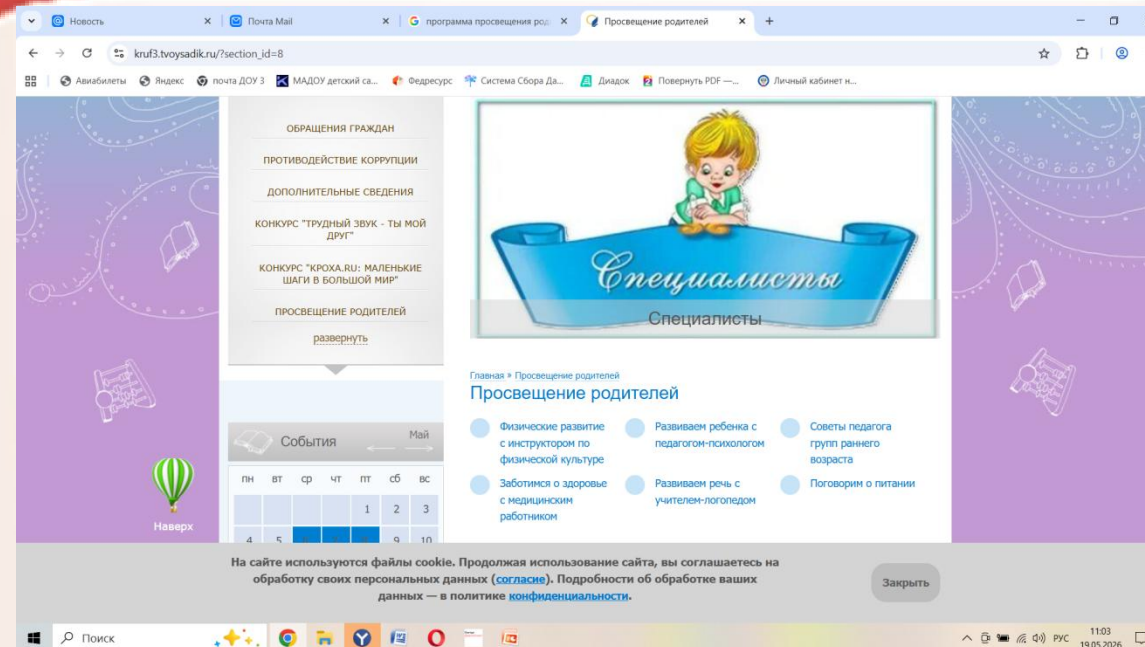 Новость
Почта Mail
программа просвещения род
Просвещение родителей
kruf3.tvoysadik.ru/?section_id=8
Авиабилеты
Яндекс
почта ДОУ 3
МАДОУ детский са...
Федресурс
Система Сбора Да...
Диадок
Повернуть PDF —...
Личный кабинет н...
ОБРАЩЕНИЯ ГРАЖДАН
ПРОТИВОДЕЙСТВИЕ КОРРУПЦИИ
ДОПОЛНИТЕЛЬНЫЕ СВЕДЕНИЯ
КОНКУРС "ТРУДНЫЙ ЗВУК - ТЫ МОЙ
ДРУГ"
КОНКУРС "КРОХА.RU: МАЛЕНЬКИЕ
ШАГИ В БОЛЬШОЙ МИР"
ПРОСВЕЩЕНИЕ РОДИТЕЛЕЙ
развернуть
Специалисты
Специалисты
Главная » Просвещение родителей
Просвещение родителей
Физические развитие
с инструктором по
физической культуре
Развиваем ребенка с
педагогом-психологом
Советы педагога
групп раннего
возраста
Заботимся о здоровье
с медицинским
работником
Развиваем речь с
учителем-логопедом
Поговорим о питании
События
Май
пн вт ср чт пт сб вс
1 2 3
4 5 9 10
Наверх
На сайте используются файлы cookie. Продолжая использование сайта, вы соглашаетесь на
обработку своих персональных данных (согласие). Подробности об обработке ваших
данных — в политике конфиденциальности.
Закрыть
Поиск
РУС
11:03
19.05.2026